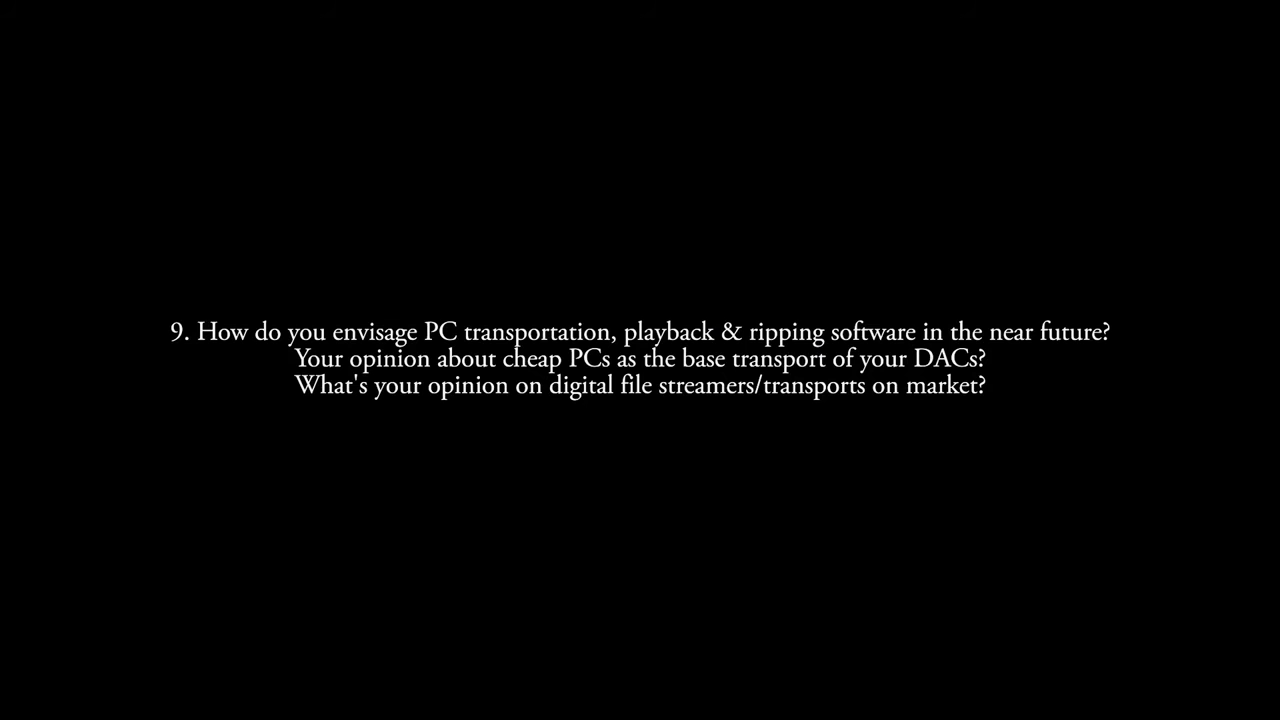 9. How do you envisage PC transportation, playback & ripping software in the near future?
Your opinion about cheap PCs as the base transport of your DACs?
What's your opinion on digital file streamers/transports on market?